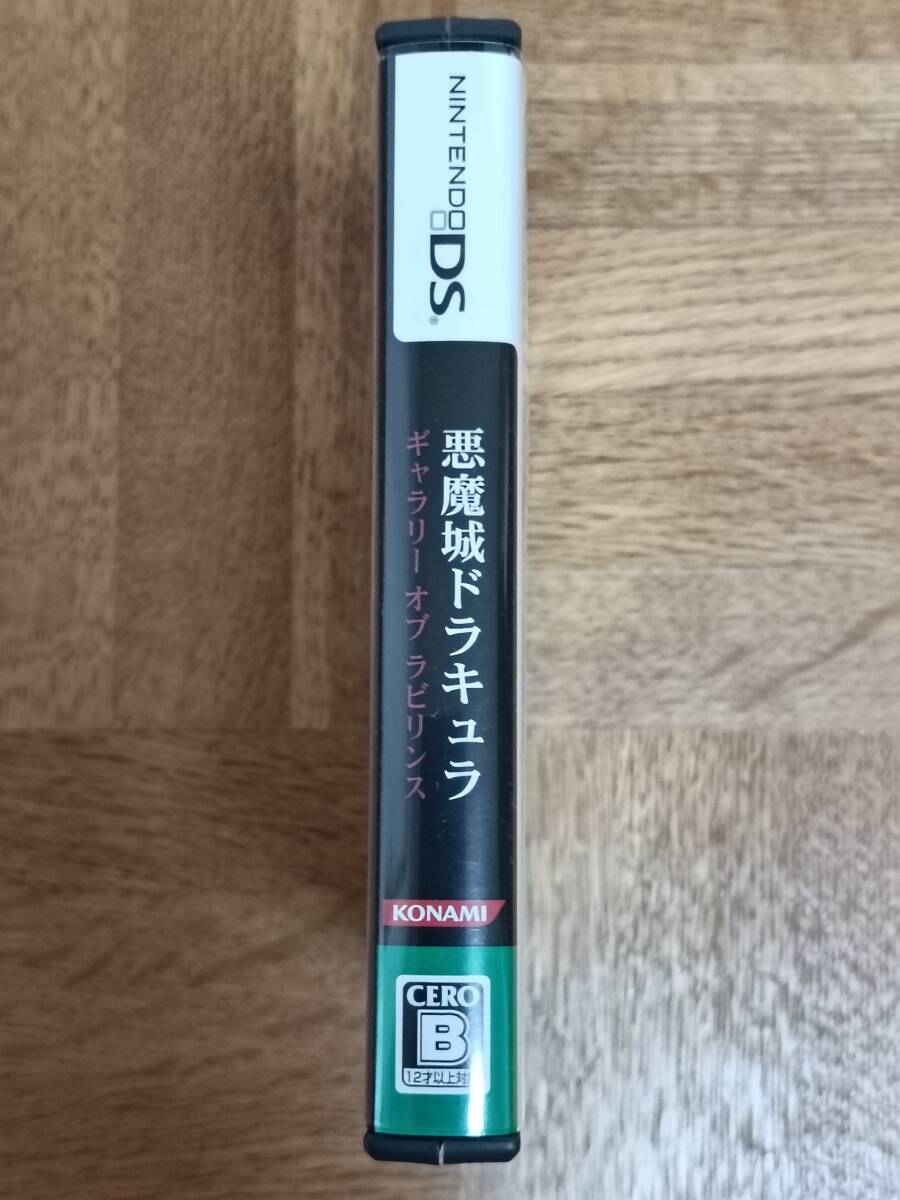 NINTENDO
DS®
悪魔城ドラキュラ
ギャラリー オブ ラビリンス
KONAMI
CERO
B
12才以上対